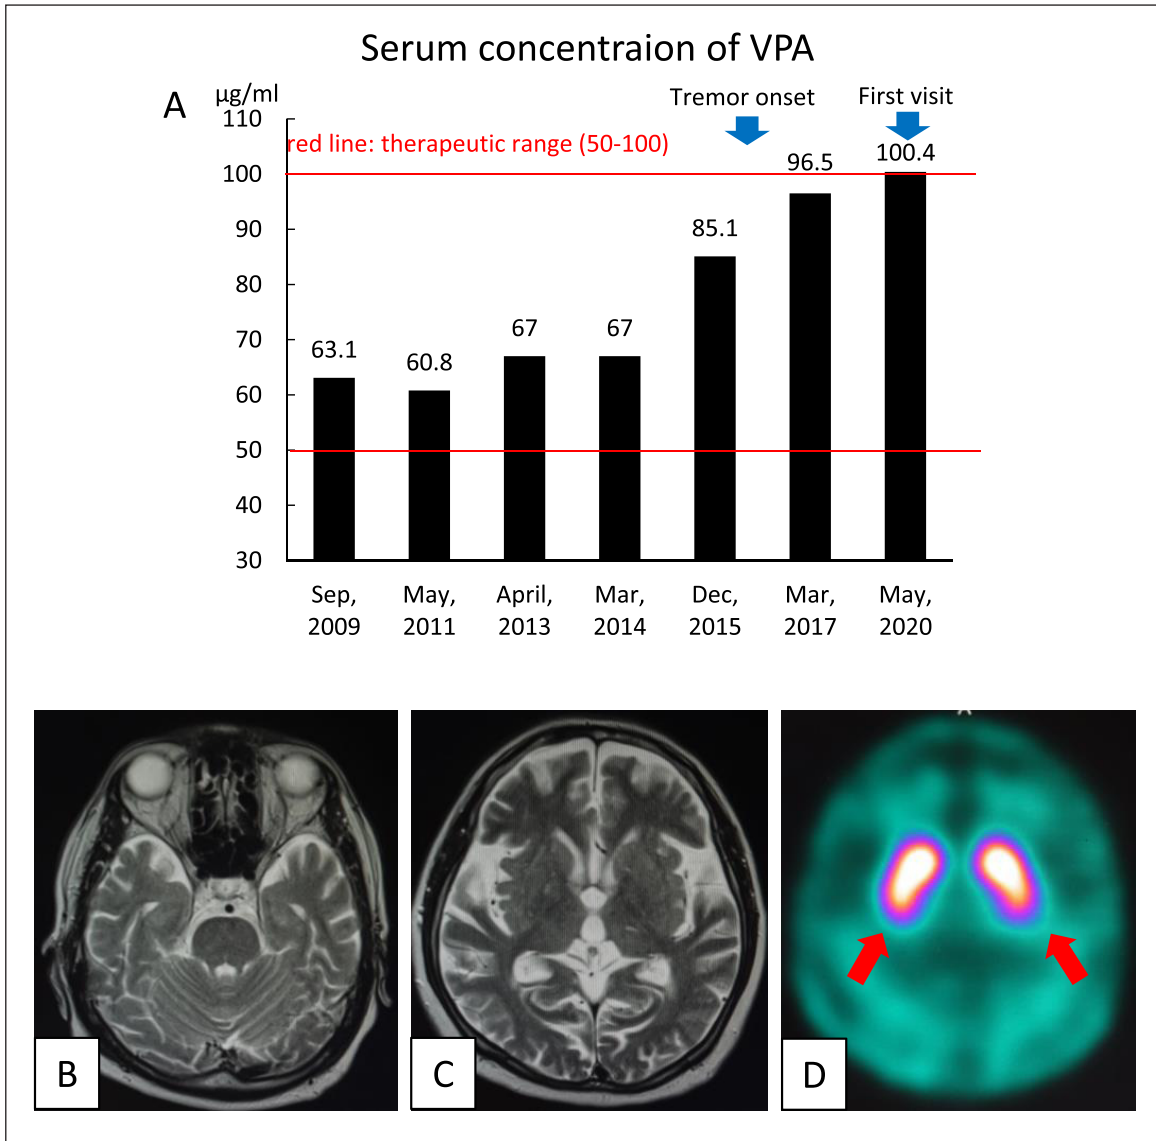 Serum concentraion of VPA
A
µg/ml
Tremor onset
First visit
red line: therapeutic range (50-100)
110
100
90
80
70
60
50
40
30
63.1
60.8
67
67
85.1
96.5
100.4
Sep,
2009
May,
2011
April,
2013
Mar,
2014
Dec,
2015
Mar,
2017
May,
2020
B
C
D